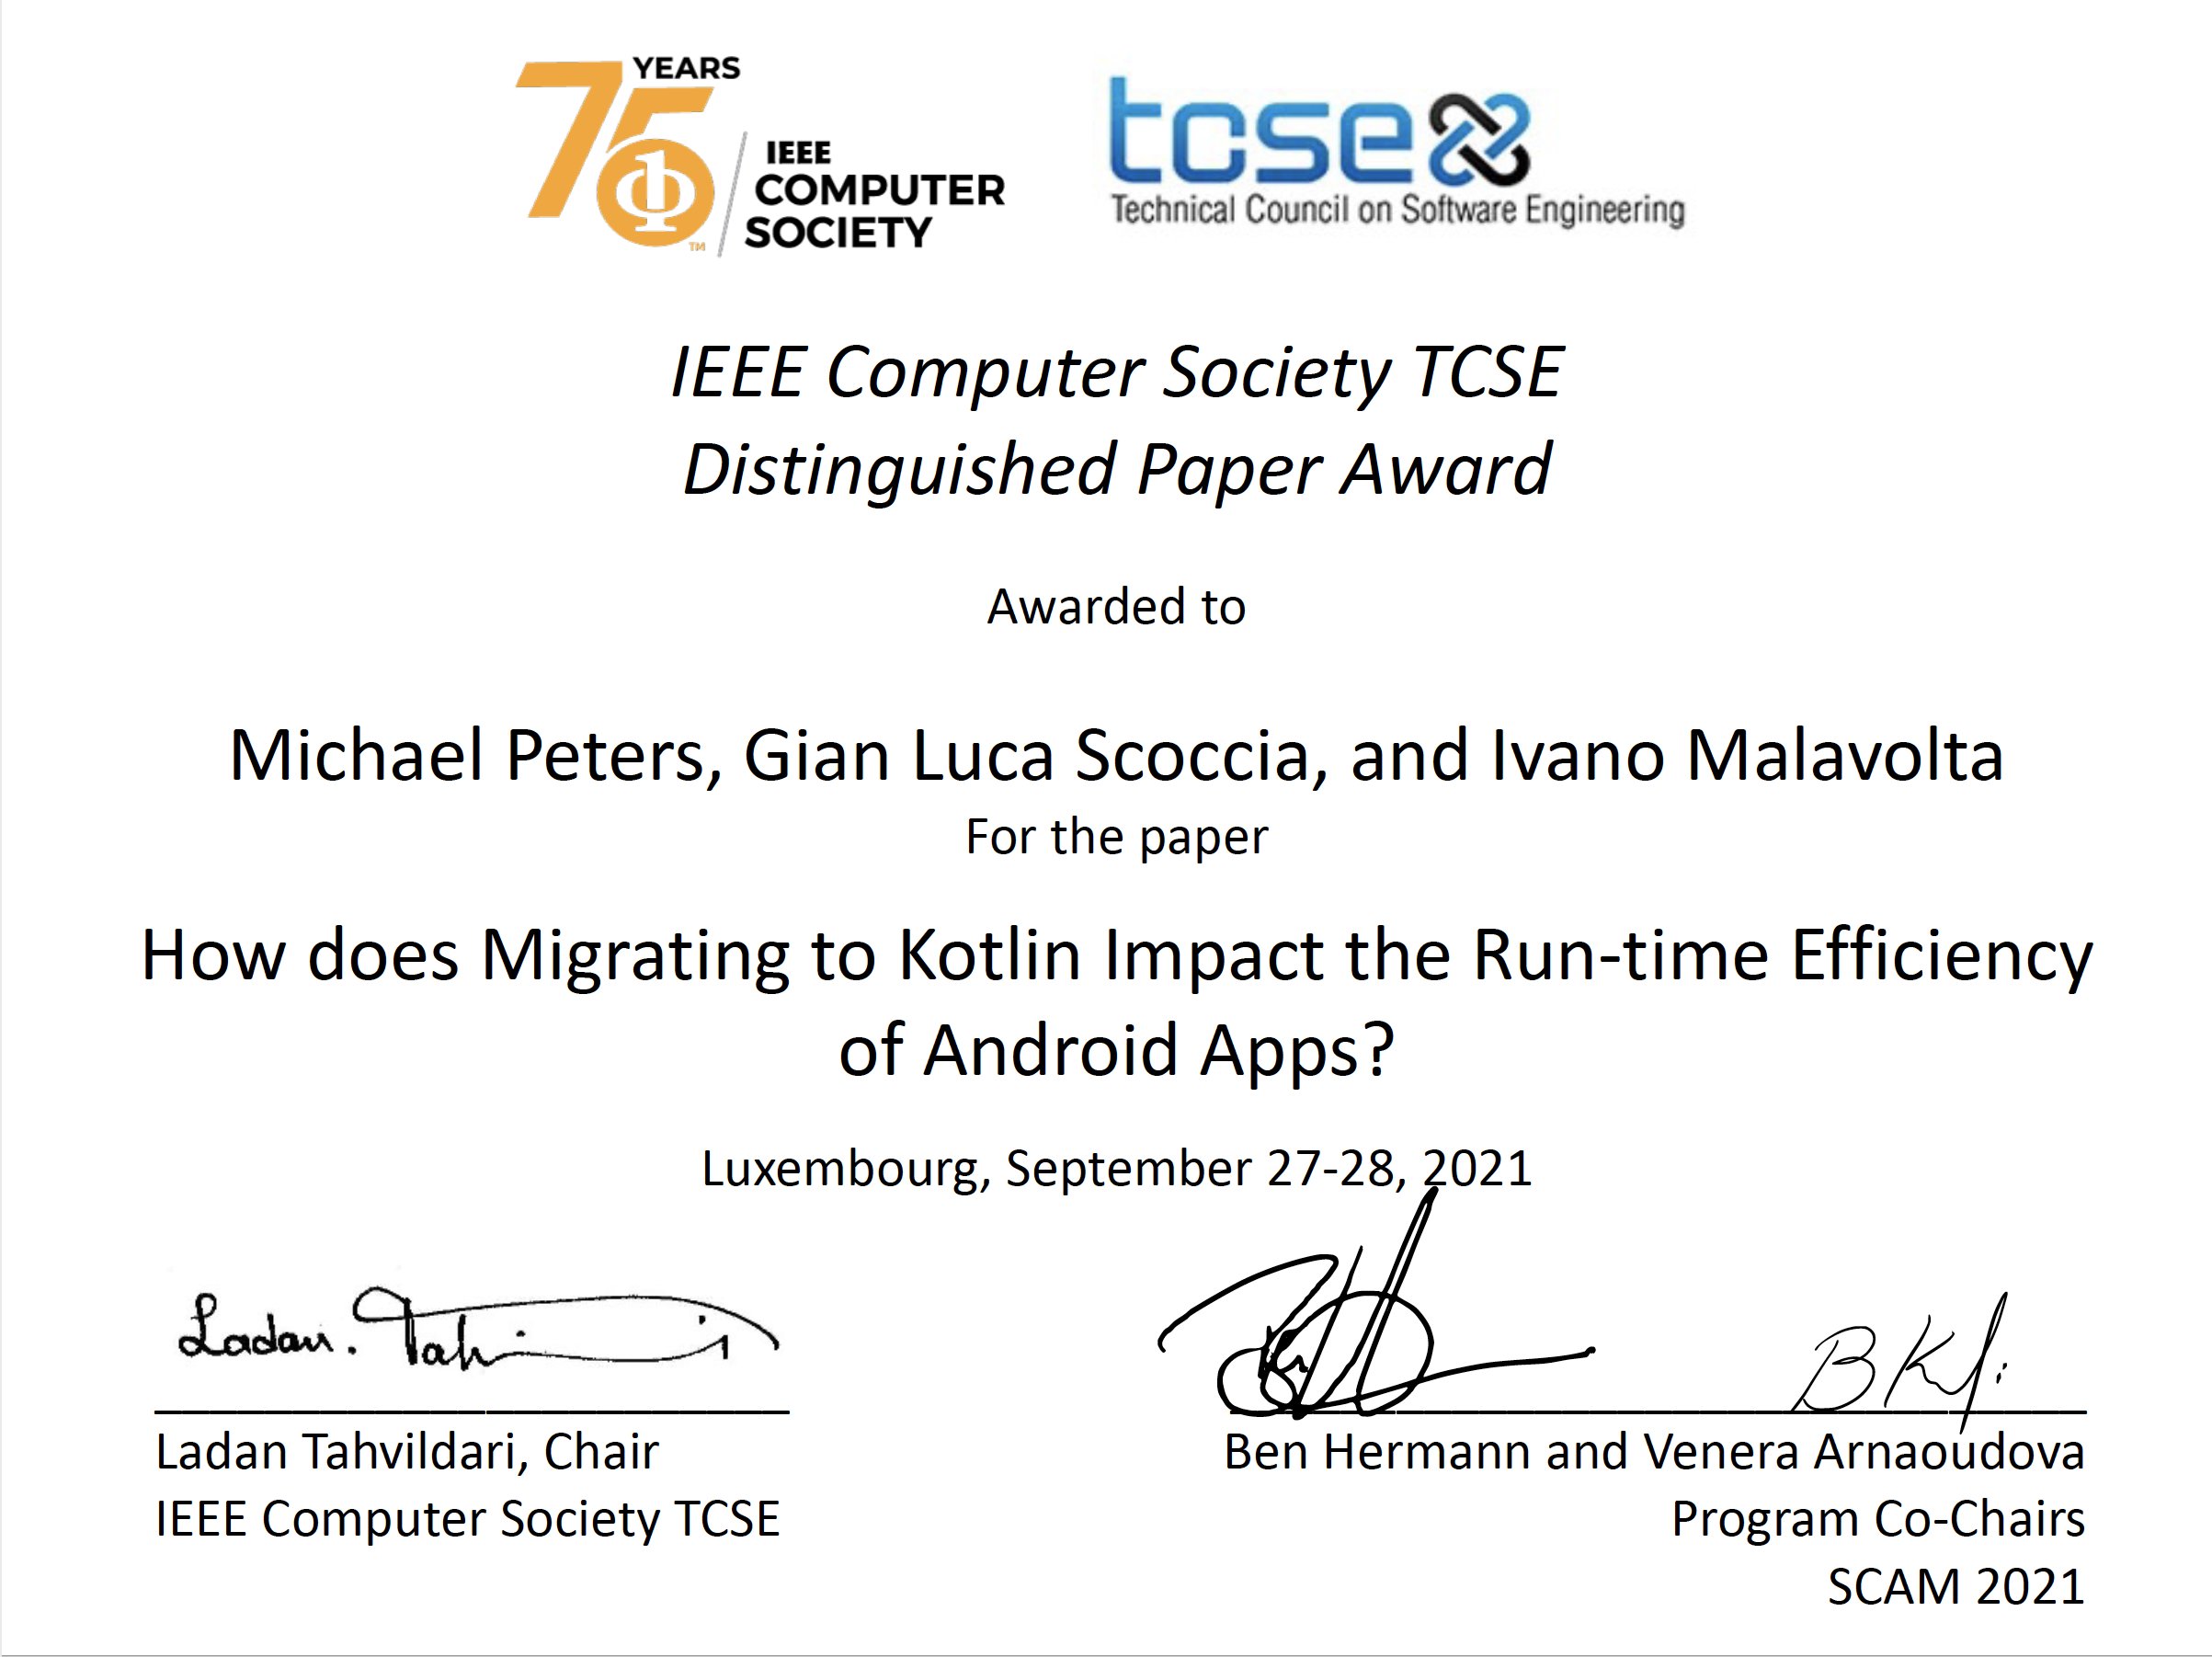 75 YEARS
IEEE
COMPUTER
SOCIETY
TM
tcse
Technical Council on Software Engineering
IEEE Computer Society TCSE
Distinguished Paper Award
Awarded to
Michael Peters, Gian Luca Scoccia, and Ivano Malavolta
For the paper
How does Migrating to Kotlin Impact the Run-time Efficiency
of Android Apps?
Luxembourg, September 27-28, 2021
Ladan Tahvildari, Chair
IEEE Computer Society TCSE
Ben Hermann and Venera Arnaoudova
Program Co-Chairs
SCAM 2021